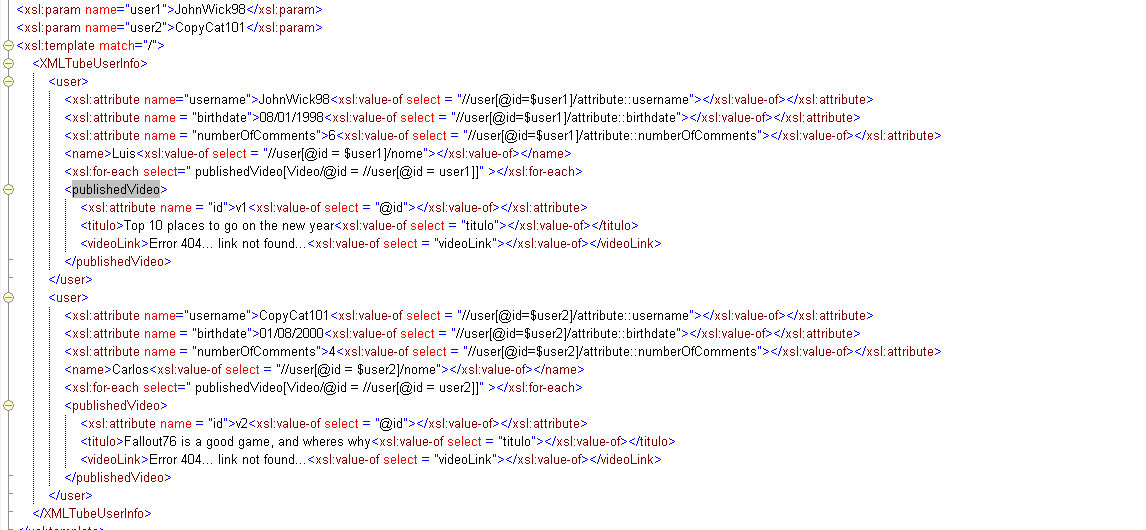 <xsl:param name="user1">JohnWick98</xsl:param>
<xsl:param name="user2">CopyCat101</xsl:param>
<xsl:template match="/">
<XMLTubeUserInfo>
<user>
<xsl:attribute name="username">JohnWick98<xsl:value-of select = "//user[@id=$user1]/attribute::username"></xsl:value-of></xsl:attribute>
<xsl:attribute name = "birthdate">08/01/1998<xsl:value-of select = "//user[@id=$user1]/attribute::birthdate"></xsl:value-of></xsl:attribute>
<xsl:attribute name = "numberOfComments">6<xsl:value-of select = "//user[@id=$user1]/attribute::numberOfComments"></xsl:value-of></xsl:attribute>
<name>Luis<xsl:value-of select = "//user[@id = $user1]/nome"></xsl:value-of></name>
<xsl:for-each select=" publishedVideo[Video/@id = //user[@id = user1]]" ></xsl:for-each>
<publishedVideo>
<xsl:attribute name = "id">v1<xsl:value-of select = "@id"></xsl:value-of></xsl:attribute>
<titulo>Top 10 places to go on the new year<xsl:value-of select = "titulo"></xsl:value-of></titulo>
<videoLink>Error 404... link not found...<xsl:value-of select = "videoLink"></xsl:value-of></videoLink>
</publishedVideo>
</user>
<user>
<xsl:attribute name="username">CopyCat101<xsl:value-of select = "//user[@id=$user2]/attribute::username"></xsl:value-of></xsl:attribute>
<xsl:attribute name = "birthdate">01/08/2000<xsl:value-of select = "//user[@id=$user2]/attribute::birthdate"></xsl:value-of></xsl:attribute>
<xsl:attribute name = "numberOfComments">4<xsl:value-of select = "//user[@id=$user2]/attribute::numberOfComments"></xsl:value-of></xsl:attribute>
<name>Carlos<xsl:value-of select = "//user[@id = $user2]/nome"></xsl:value-of></name>
<xsl:for-each select=" publishedVideo[Video/@id = //user[@id = user2]]" ></xsl:for-each>
<publishedVideo>
<xsl:attribute name = "id">v2<xsl:value-of select = "@id"></xsl:value-of></xsl:attribute>
<titulo>Fallout76 is a good game, and wheres why<xsl:value-of select = "titulo"></xsl:value-of></titulo>
<videoLink>Error 404... link not found...<xsl:value-of select = "videoLink"></xsl:value-of></videoLink>
</publishedVideo>
</user>
</XMLTubeUserInfo>